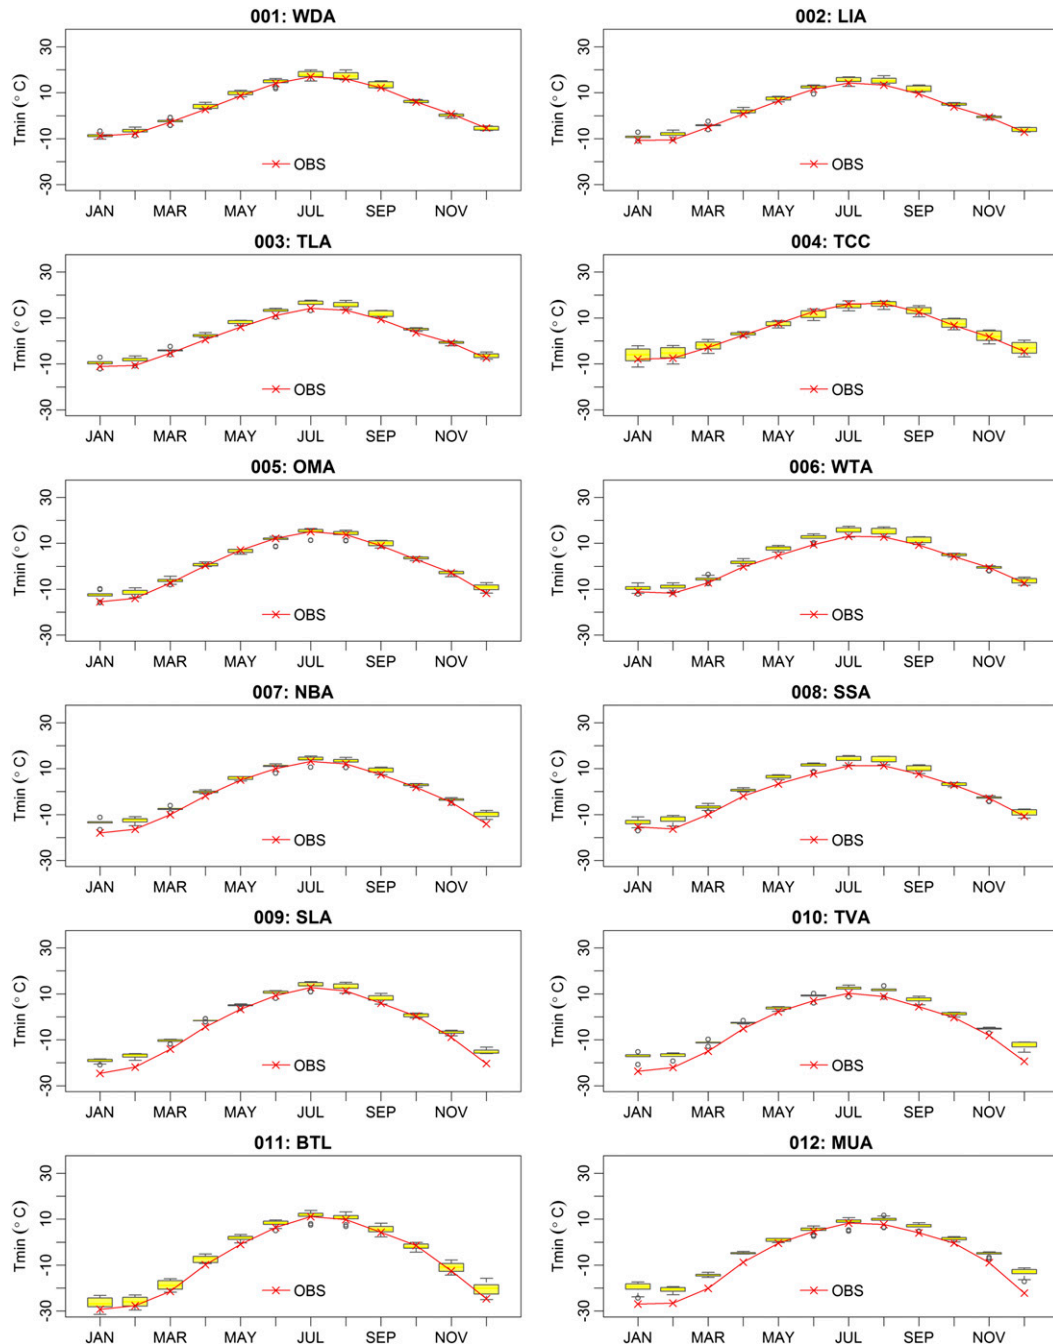 001: WDA
Tmin (° C)
30
10
-10
-30
OBS
JAN MAR MAY JUL SEP NOV
002: LIA
Tmin (° C)
30
10
-10
-30
OBS
JAN MAR MAY JUL SEP NOV
003: TLA
Tmin (° C)
30
10
-10
-30
OBS
JAN MAR MAY JUL SEP NOV
004: TCC
Tmin (° C)
30
10
-10
-30
OBS
JAN MAR MAY JUL SEP NOV
005: OMA
Tmin (° C)
30
10
-10
-30
OBS
JAN MAR MAY JUL SEP NOV
006: WTA
Tmin (° C)
30
10
-10
-30
OBS
JAN MAR MAY JUL SEP NOV
007: NBA
Tmin (° C)
30
10
-10
-30
OBS
JAN MAR MAY JUL SEP NOV
008: SSA
Tmin (° C)
30
10
-10
-30
OBS
JAN MAR MAY JUL SEP NOV
009: SLA
Tmin (° C)
30
10
-10
-30
OBS
JAN MAR MAY JUL SEP NOV
010: TVA
Tmin (° C)
30
10
-10
-30
OBS
JAN MAR MAY JUL SEP NOV
011: BTL
Tmin (° C)
30
10
-10
-30
OBS
JAN MAR MAY JUL SEP NOV
012: MUA
Tmin (° C)
30
10
-10
-30
OBS
JAN MAR MAY JUL SEP NOV